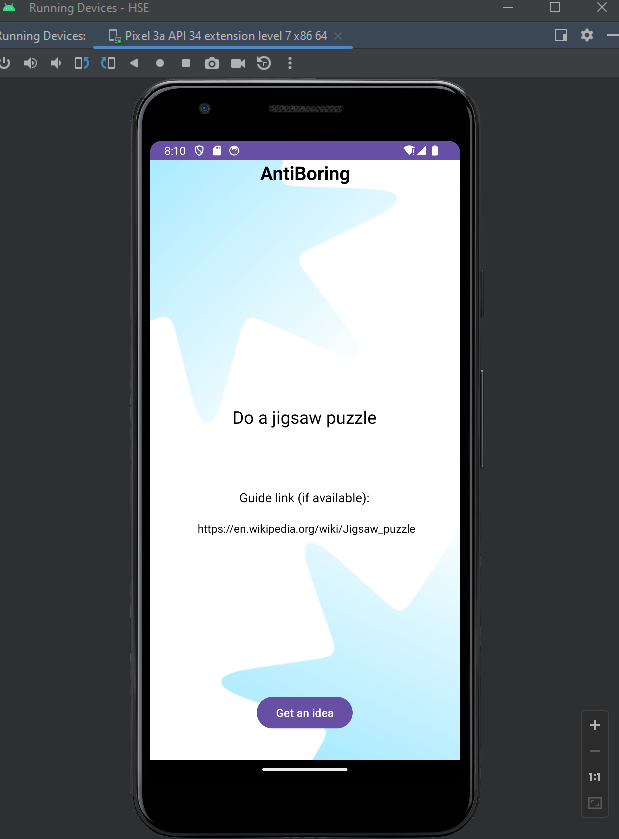 Running Devices - HSE
Running Devices:
Pixel 3a API 34 extension level 7 x86 64
8:10
AntiBoring
Do a jigsaw puzzle
Guide link (if available):
https://en.wikipedia.org/wiki/Jigsaw_puzzle
Get an idea
1:1